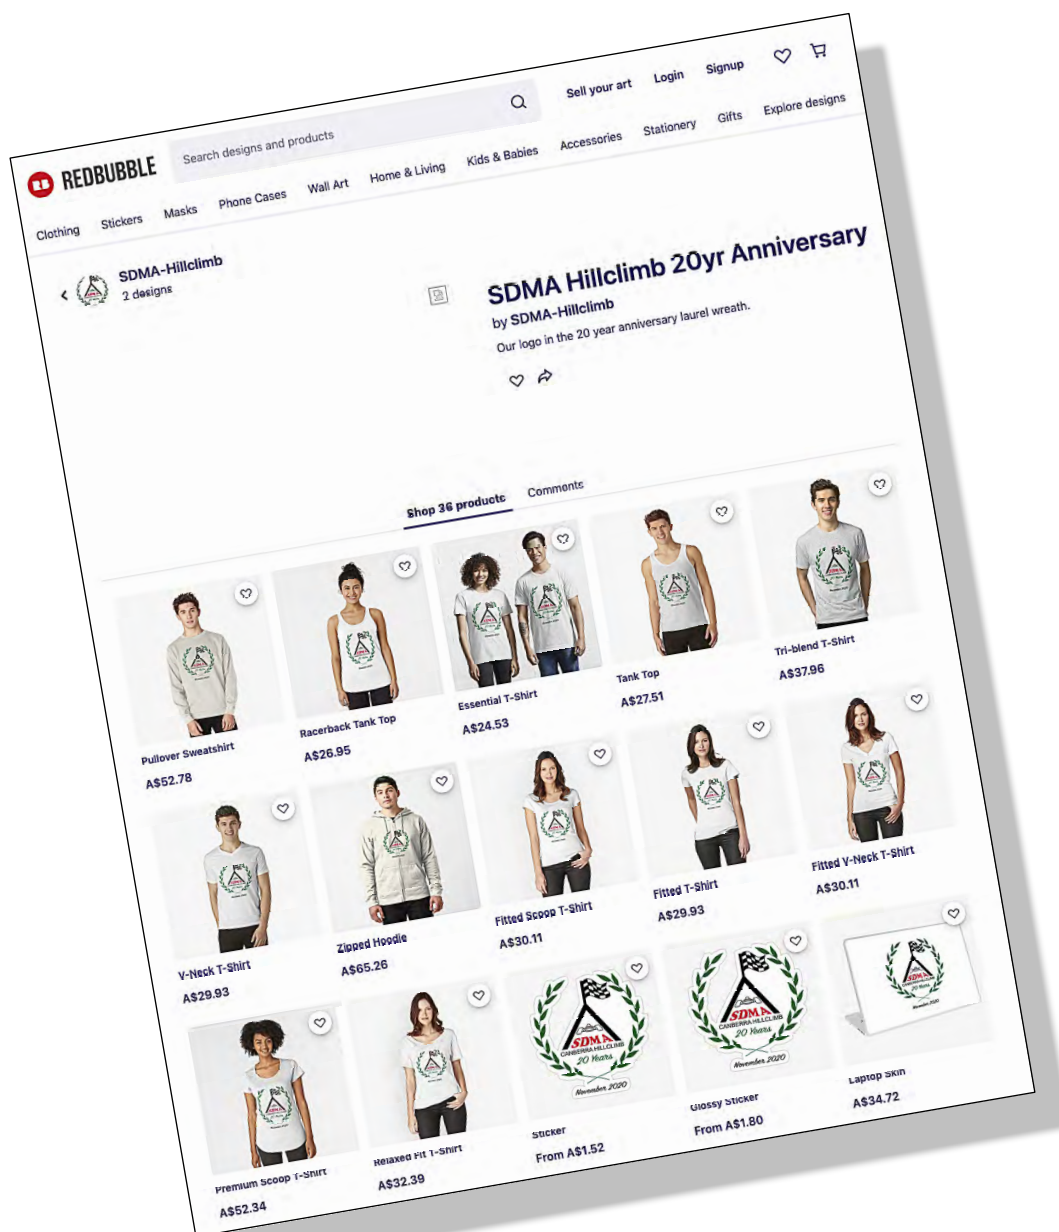 Sell your art Login Signup
Search designs and products
RB REDBUBBLE
Clothing Stickers Masks Phone Cases Wall Art Home & Living Kids & Babies Accessories Stationery Gifts Explore designs
SDMA-Hillclimb
2 designs
SDMA Hillclimb 20yr Anniversary
by SDMA-Hillclimb
Our logo in the 20 year anniversary laurel wreath.
Shop 36 products Comments
Pullover Sweatshirt
A$52.78
Racerback Tank Top
A$26.95
Essential T-Shirt
A$24.53
Tank Top
A$27.51
Tri-blend T-Shirt
A$37.96
V-Neck T-Shirt
A$29.93
Zipped Hoodie
A$65.26
Fitted Scoop T-Shirt
A$30.11
Fitted T-Shirt
A$29.93
Fitted V-Neck T-Shirt
A$30.11
Premium Scoop T-Shirt
A$52.34
Relaxed Fit T-Shirt
A$32.39
SDMA
CANBERRA HILLCLIMB
20 Years
November 2020
Sticker
From A$1.52
SDMA
CANBERRA HILLCLIMB
20 Years
November 2020
Glossy Sticker
From A$1.80
SDMA
20 Years
November 2020
Laptop Skin
A$34.72